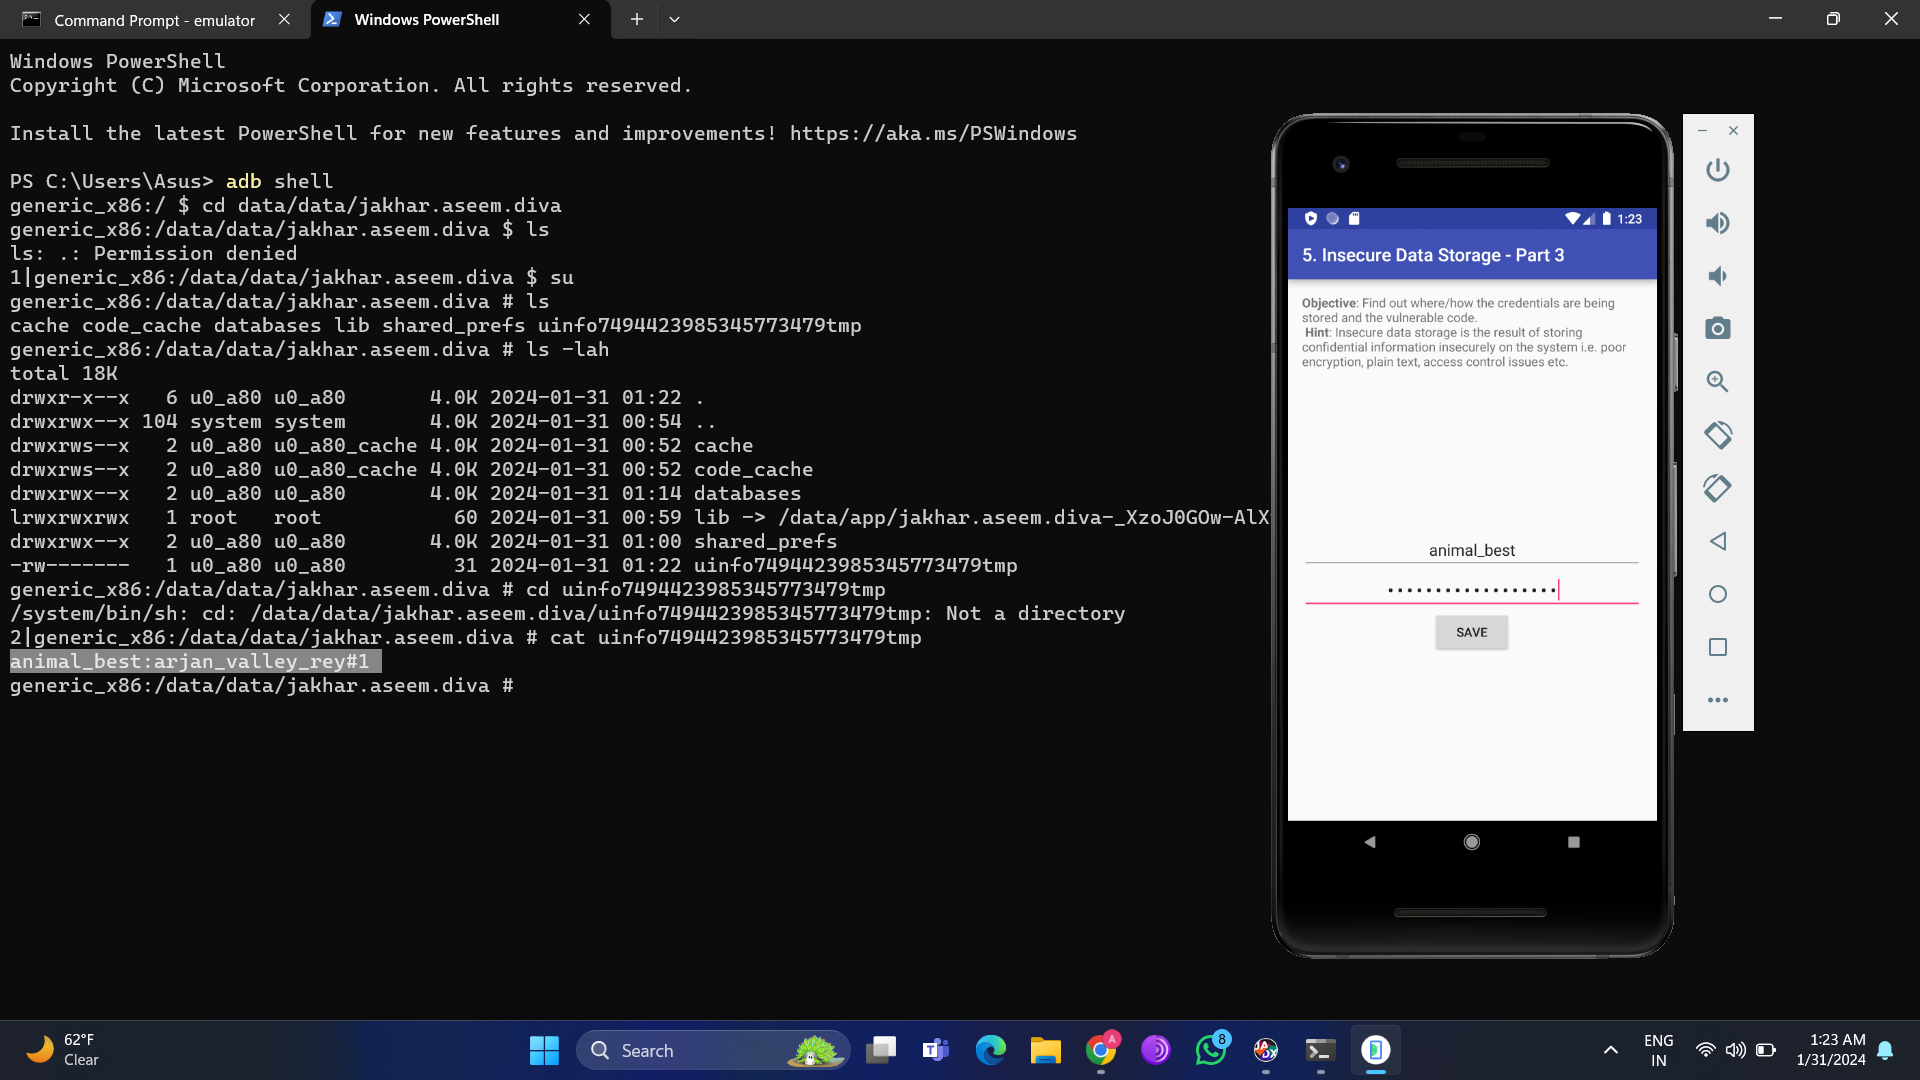 Command Prompt - emulator
Windows PowerShell
Windows PowerShell
Copyright (C) Microsoft Corporation. All rights reserved.
Install the latest PowerShell for new features and improvements! https://aka.ms/PSWindows
PS C:\Users\Asus> adb shell
generic_x86:/ $ cd data/data/jakhar.aseem.diva
generic_x86:/data/data/jakhar.aseem.diva $ ls
ls: .: Permission denied
1|generic_x86:/data/data/jakhar.aseem.diva $ su
generic_x86:/data/data/jakhar.aseem.diva # ls
cache code_cache databases lib shared_prefs uinfo7494423985345773479tmp
generic_x86:/data/data/jakhar.aseem.diva # ls -lah
total 18K
drwxr-x--x   6 u0_a80 u0_a80       4.0K 2024-01-31 01:22 .
drwxrwx--x 104 system system       4.0K 2024-01-31 00:54 ..
drwxrws--x   2 u0_a80 u0_a80_cache 4.0K 2024-01-31 00:52 cache
drwxrws--x   2 u0_a80 u0_a80_cache 4.0K 2024-01-31 00:52 code_cache
drwxrwx--x   2 u0_a80 u0_a80       4.0K 2024-01-31 01:14 databases
lrwxrwxrwx   1 root   root           60 2024-01-31 00:59 lib -> /data/app/jakhar.aseem.diva-_XzoJ0GOw-AlX
drwxrwx--x   2 u0_a80 u0_a80       4.0K 2024-01-31 01:00 shared_prefs
-rw-------   1 u0_a80 u0_a80         31 2024-01-31 01:22 uinfo7494423985345773479tmp
generic_x86:/data/data/jakhar.aseem.diva # cd uinfo7494423985345773479tmp
/system/bin/sh: cd: /data/data/jakhar.aseem.diva/uinfo7494423985345773479tmp: Not a directory
2|generic_x86:/data/data/jakhar.aseem.diva # cat uinfo7494423985345773479tmp
animal_best:arjan_valley_rey#1
generic_x86:/data/data/jakhar.aseem.diva #
1:23
5. Insecure Data Storage - Part 3
Objective: Find out where/how the credentials are being
stored and the vulnerable code.
Hint: Insecure data storage is the result of storing
confidential information insecurely on the system i.e. poor
encryption, plain text, access control issues etc.
animal_best
••••••••••••••••••
SAVE
62°F
Clear
Search
A
8
ENG
IN
1:23 AM
1/31/2024